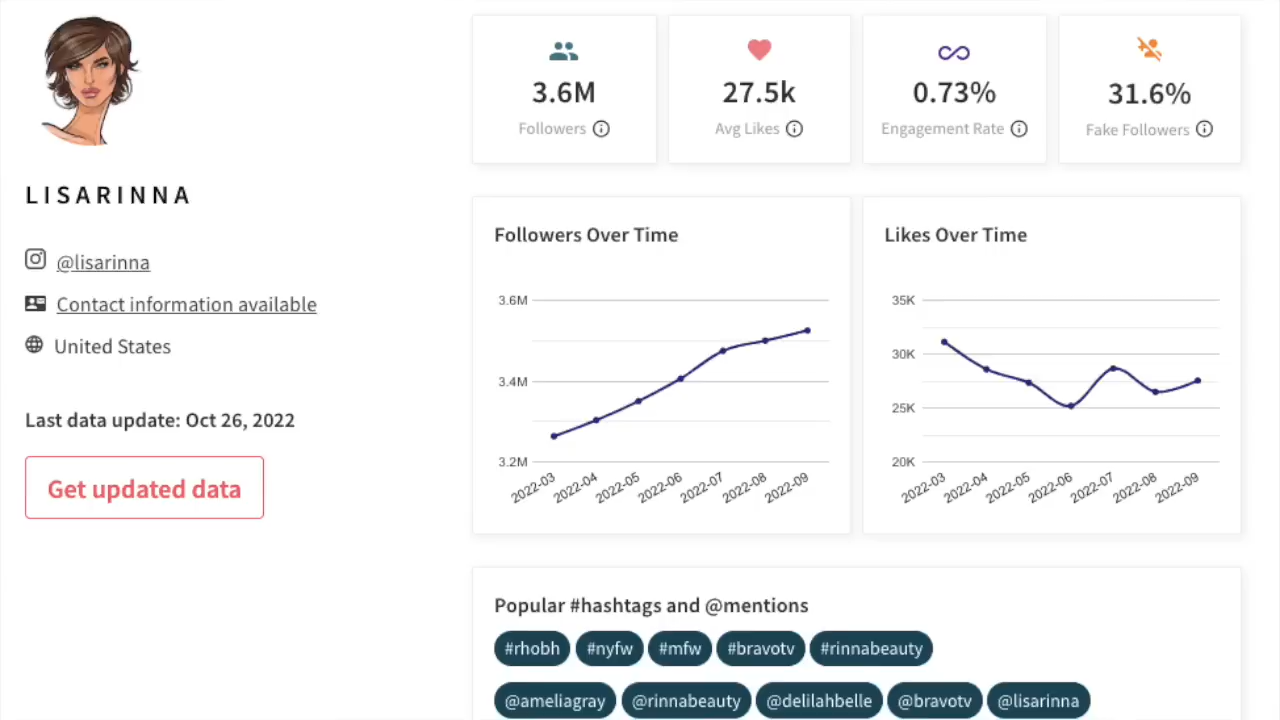 LISARINNA
@lisarinna
Contact information available
United States
Last data update: Oct 26, 2022
Get updated data
3.6M
Followers
27.5k
Avg Likes
0.73%
Engagement Rate
31.6%
Fake Followers
Followers Over Time
3.6M
3.4M
3.2M
2022-03 2022-04 2022-05 2022-06 2022-07 2022-08 2022-09
Likes Over Time
35K
30K
25K
20K
2022-03 2022-04 2022-05 2022-06 2022-07 2022-08 2022-09
Popular #hashtags and @mentions
#rhobh #nyfw #mfw #bravotv #rinnabeauty
@ameliagray @rinnabeauty @delilahbelle @bravotv @lisarinna